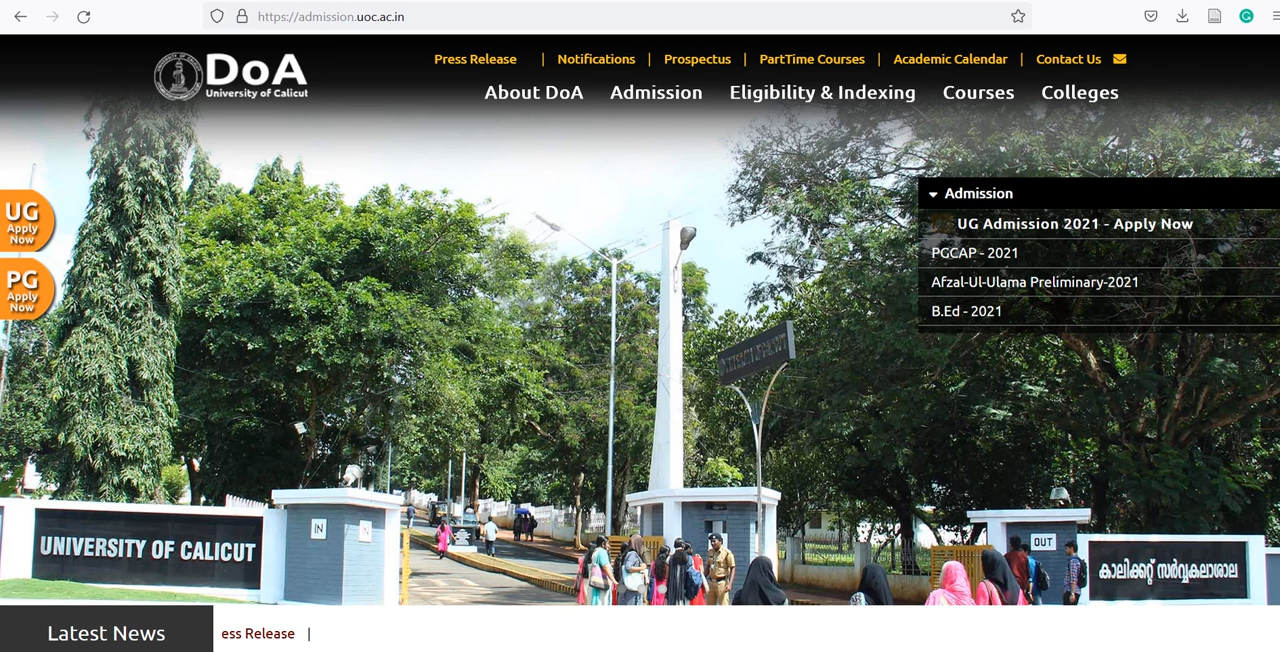 https://admission.uoc.ac.in
DoA
University of Calicut
Press Release | Notifications | Prospectus | PartTime Courses | Academic Calendar | Contact Us
About DoA Admission Eligibility & Indexing Courses Colleges
UG
Apply
Now
PG
Apply
Now
Admission
UG Admission 2021 - Apply Now
PGCAP - 2021
Afzal-Ul-Ulama Preliminary-2021
B.Ed - 2021
UNIVERSITY OF CALICUT
IN
OUT
കാലിക്കറ്റ് സർവ്വകലാശാല
Latest News
ess Release |